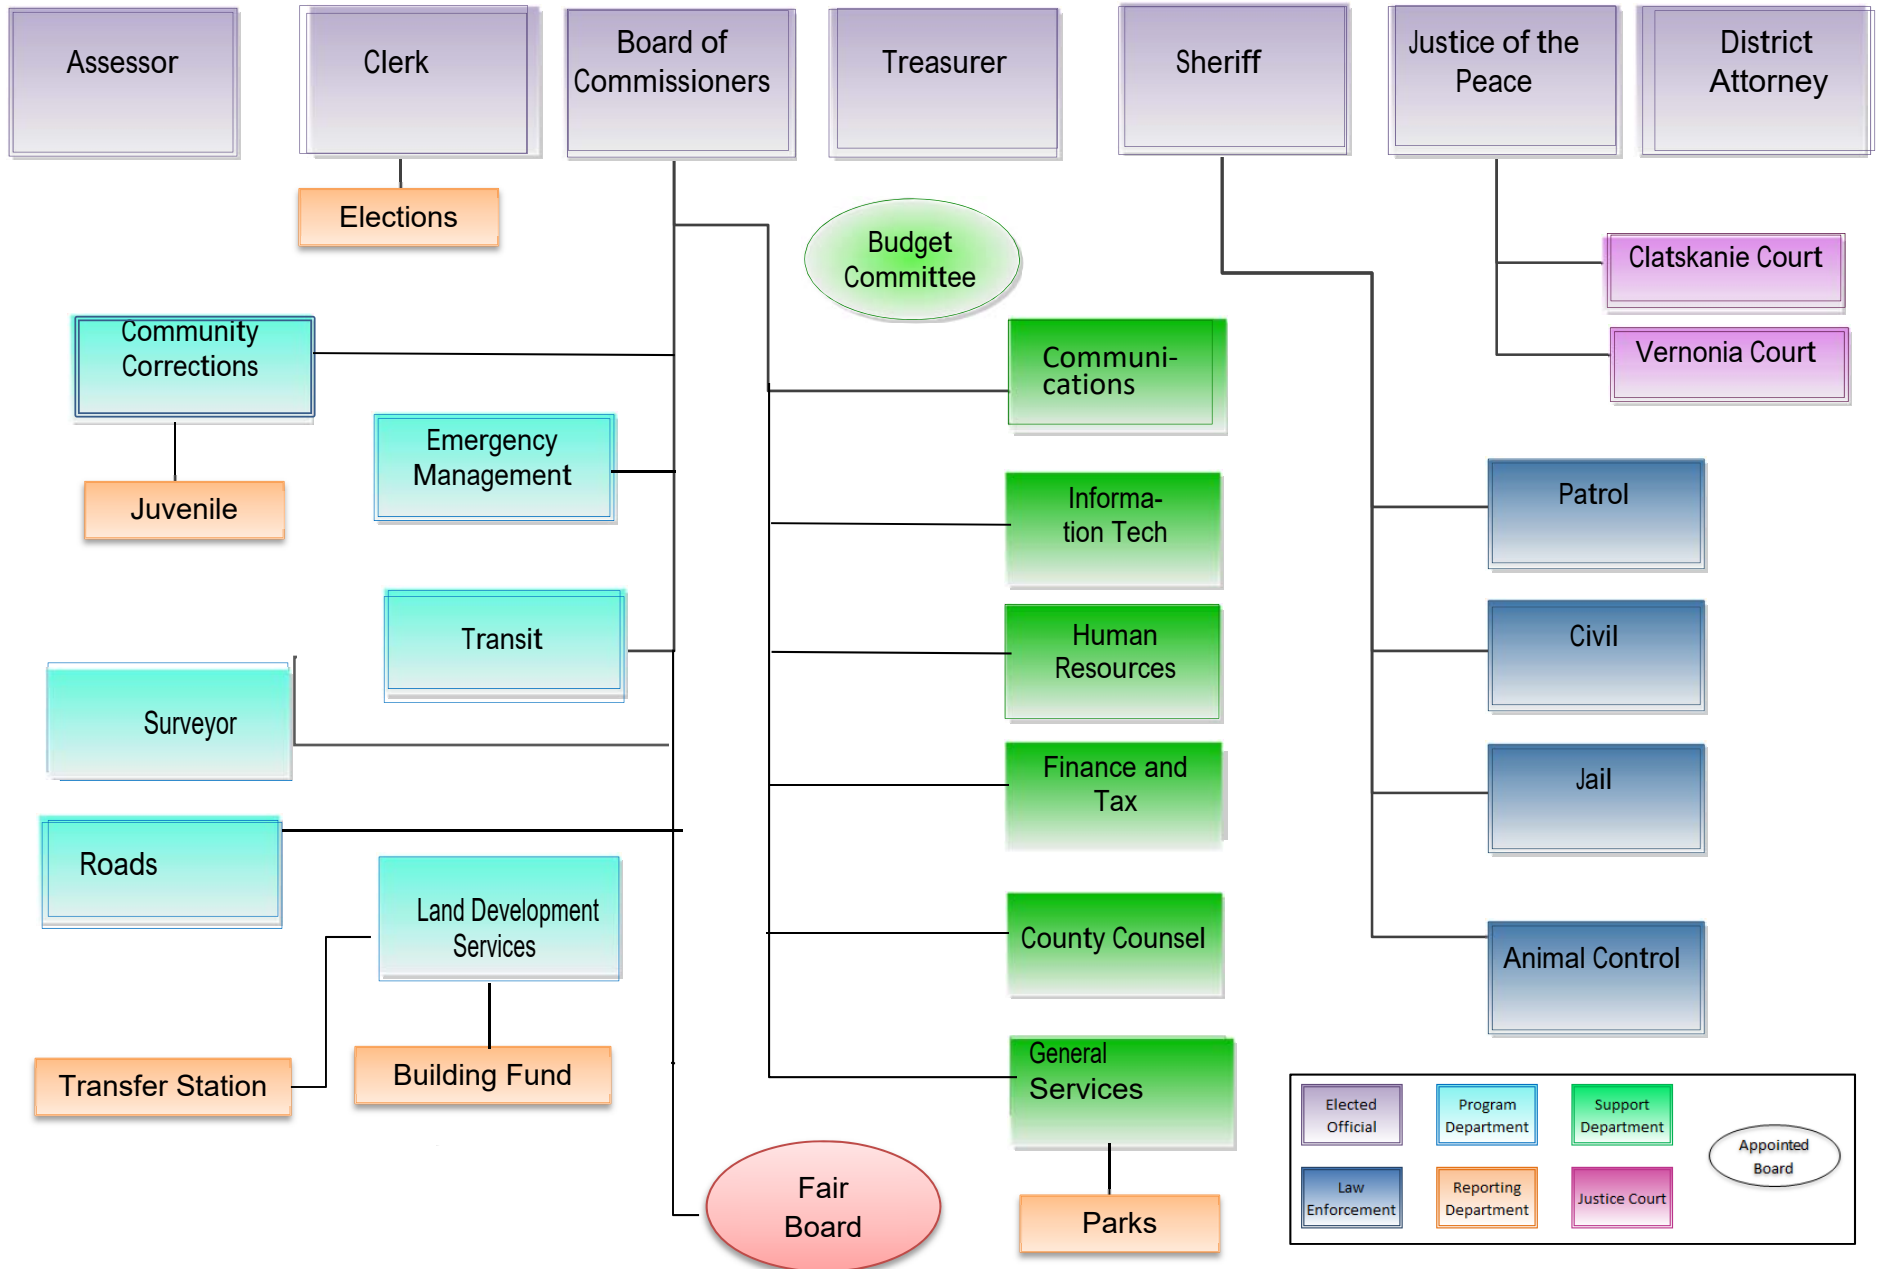 Assessor
Clerk
Board of
Commissioners
Treasurer
Sheriff
Justice of the
Peace
District
Attorney
Elections
Budget
Committee
Clatskanie Court
Vernonia Court
Community
Corrections
Communi-
cations
Emergency
Management
Juvenile
Informa-
tion Tech
Patrol
Transit
Human
Resources
Civil
Surveyor
Finance and
Tax
Jail
Roads
Land Development
Services
County Counsel
Animal Control
Transfer Station
Building Fund
General
Services
Fair
Board
Parks
Elected
Official
Program
Department
Support
Department
Appointed
Board
Law
Enforcement
Reporting
Department
Justice Court